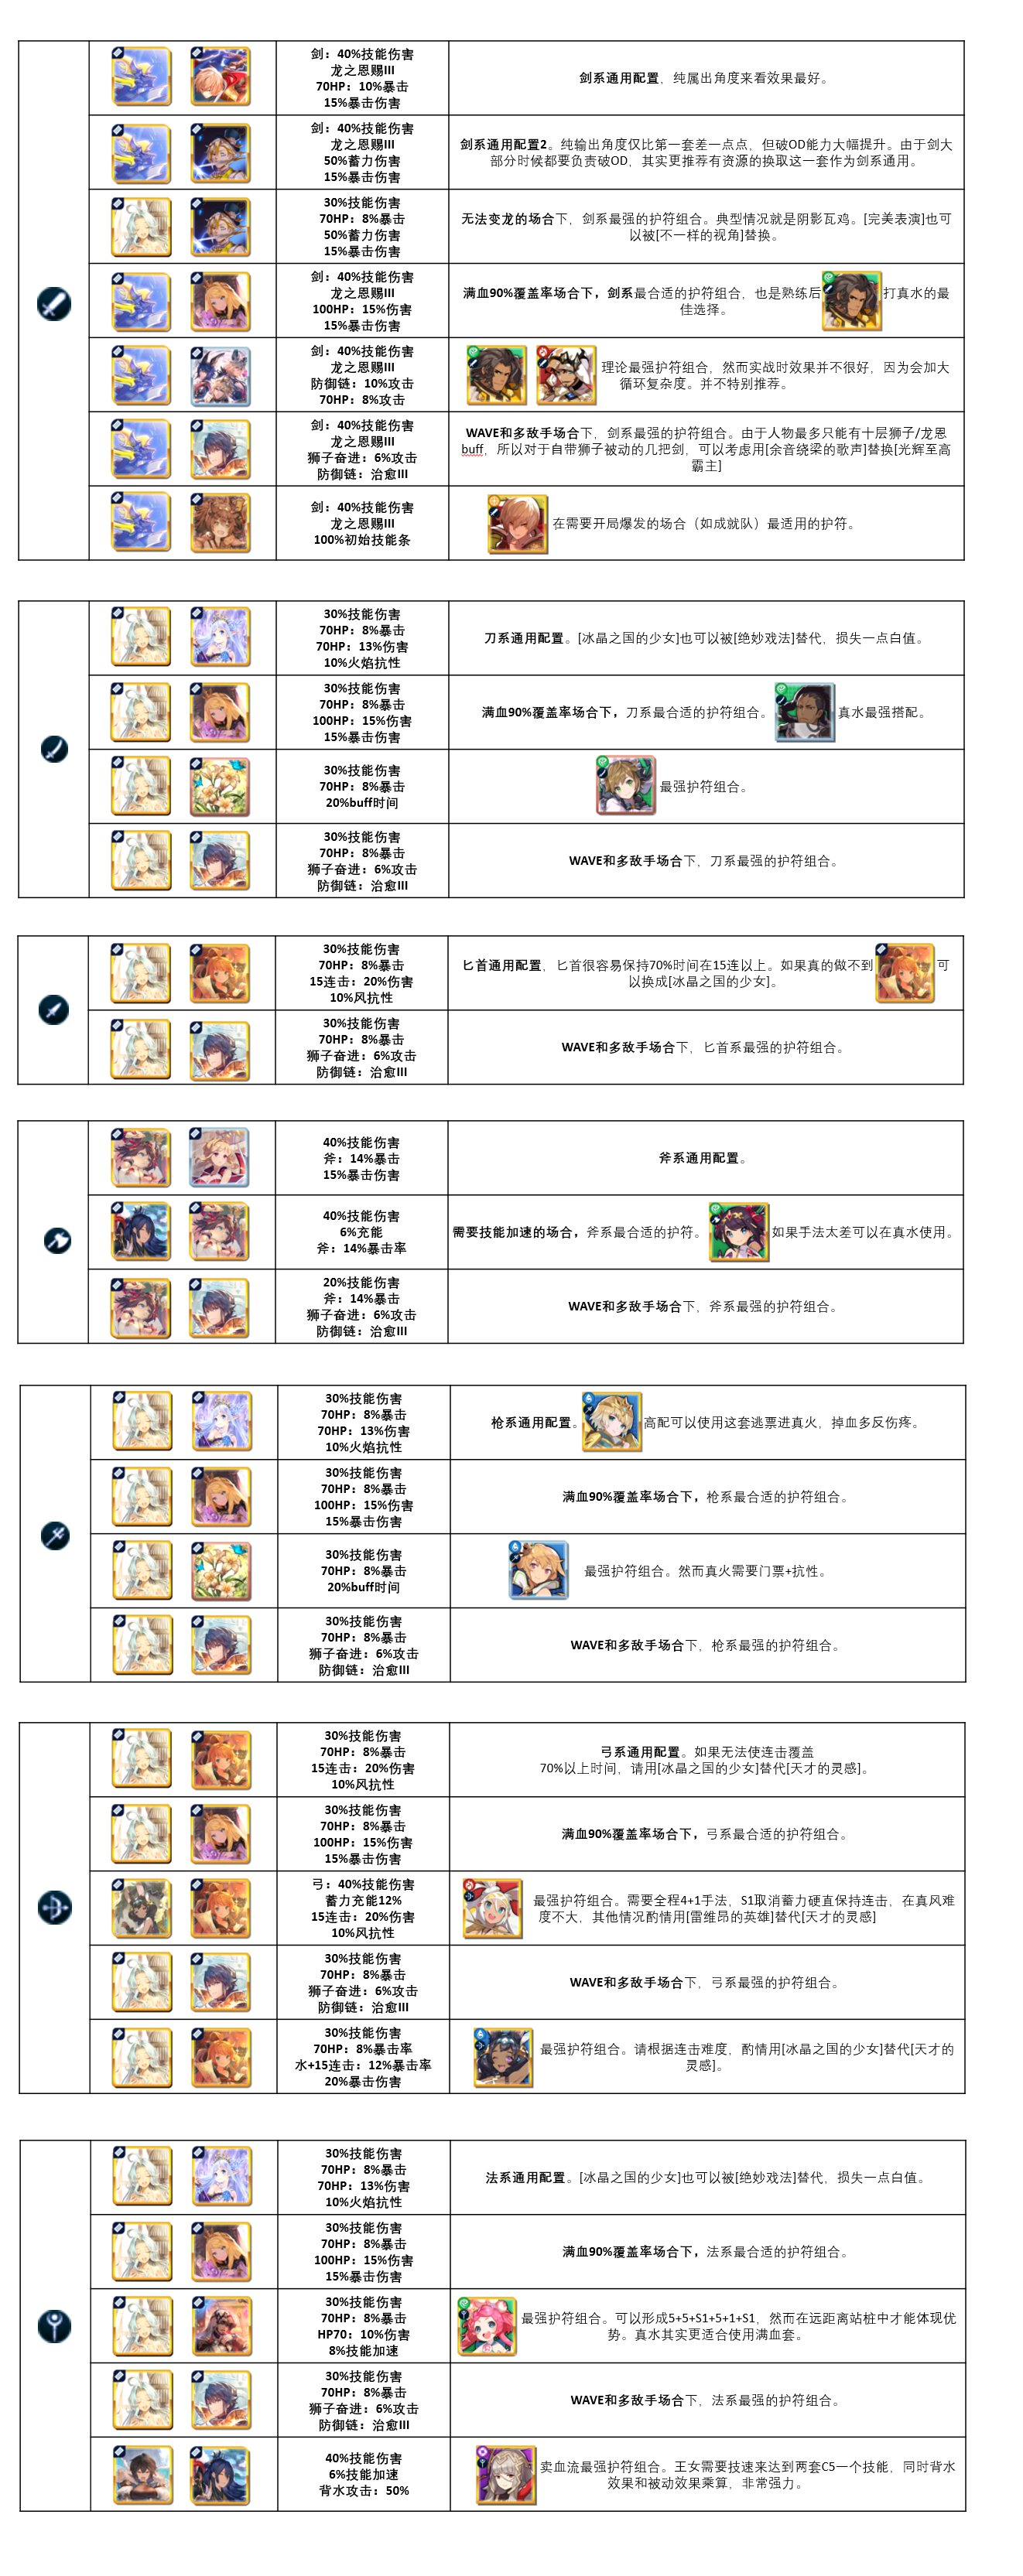 剑：40%技能伤害
龙之恩赐III
70HP：10%暴击
15%暴击伤害
剑系通用配置，纯属出角度来看效果最好。
剑：40%技能伤害
龙之恩赐III
50%蓄力伤害
15%暴击伤害
剑系通用配置2。纯输出角度仅比第一套差一点点，但破OD能力大幅提升。由于剑大
部分时候都要负责破OD，其实更推荐有资源的换取这一套作为剑系通用。
30%技能伤害
70HP：8%暴击
50%蓄力伤害
15%暴击伤害
无法变龙的场合下，剑系最强的护符组合。典型情况就是阴影瓦鸡。[完美表演]也可
以被[不一样的视角]替换。
剑：40%技能伤害
龙之恩赐III
100HP：15%伤害
15%暴击伤害
满血90%覆盖率场合下，剑系最合适的护符组合，也是熟练后 打真水的最
佳选择。
剑：40%技能伤害
龙之恩赐III
防御链：10%攻击
70HP：8%攻击
理论最强护符组合，然而实战时效果并不很好，因为会加大
循环复杂度。并不特别推荐。
剑：40%技能伤害
龙之恩赐III
狮子奋进：6%攻击
防御链：治愈III
WAVE和多敌手场合下，剑系最强的护符组合。由于人物最多只能有十层狮子/龙恩
buff，所以对于自带狮子被动的几把剑，可以考虑用[余音绕梁的歌声]替换[光辉至高
霸主]
剑：40%技能伤害
龙之恩赐III
100%初始技能条
在需要开局爆发的场合（如成就队）最适用的护符。
30%技能伤害
70HP：8%暴击
70HP：13%伤害
10%火焰抗性
刀系通用配置。[冰晶之国的少女]也可以被[绝妙戏法]替代，损失一点白值。
30%技能伤害
70HP：8%暴击
100HP：15%伤害
15%暴击伤害
满血90%覆盖率场合下，刀系最合适的护符组合。 真水最强搭配。
30%技能伤害
70HP：8%暴击
20%buff时间
最强护符组合。
30%技能伤害
70HP：8%暴击
狮子奋进：6%攻击
防御链：治愈III
WAVE和多敌手场合下，刀系最强的护符组合。
30%技能伤害
70HP：8%暴击
15连击：20%伤害
10%风抗性
匕首通用配置，匕首很容易保持70%时间在15连以上。如果真的做不到 可
以换成[冰晶之国的少女]。
30%技能伤害
70HP：8%暴击
狮子奋进：6%攻击
防御链：治愈III
WAVE和多敌手场合下，匕首系最强的护符组合。
40%技能伤害
斧：14%暴击
15%暴击伤害
斧系通用配置。
40%技能伤害
6%充能
斧：14%暴击率
需要技能加速的场合，斧系最合适的护符。 如果手法太差可以在真水使用。
20%技能伤害
斧：14%暴击
狮子奋进：6%攻击
防御链：治愈III
WAVE和多敌手场合下，斧系最强的护符组合。
30%技能伤害
70HP：8%暴击
70HP：13%伤害
10%火焰抗性
枪系通用配置。 高配可以使用这套逃票进真火，掉血多反伤疼。
30%技能伤害
70HP：8%暴击
100HP：15%伤害
15%暴击伤害
满血90%覆盖率场合下，枪系最合适的护符组合。
30%技能伤害
70HP：8%暴击
20%buff时间
最强护符组合。然而真火需要门票+抗性。
30%技能伤害
70HP：8%暴击
狮子奋进：6%攻击
防御链：治愈III
WAVE和多敌手场合下，枪系最强的护符组合。
30%技能伤害
70HP：8%暴击
15连击：20%伤害
10%风抗性
弓系通用配置。如果无法使连击覆盖
70%以上时间，请用[冰晶之国的少女]替代[天才的灵感]。
30%技能伤害
70HP：8%暴击
100HP：15%伤害
15%暴击伤害
满血90%覆盖率场合下，弓系最合适的护符组合。
弓：40%技能伤害
蓄力充能12%
15连击：20%伤害
10%风抗性
最强护符组合。需要全程4+1手法，S1取消蓄力硬直保持连击，在真风难
度不大，其他情况酌情用[雷维昂的英雄]替代[天才的灵感]
30%技能伤害
70HP：8%暴击
狮子奋进：6%攻击
防御链：治愈III
WAVE和多敌手场合下，弓系最强的护符组合。
30%技能伤害
70HP：8%暴击率
水+15连击：12%暴击率
20%暴击伤害
最强护符组合。请根据连击难度，酌情用[冰晶之国的少女]替代[天才的
灵感]。
30%技能伤害
70HP：8%暴击
70HP：13%伤害
10%火焰抗性
法系通用配置。[冰晶之国的少女]也可以被[绝妙戏法]替代，损失一点白值。
30%技能伤害
70HP：8%暴击
100HP：15%伤害
15%暴击伤害
满血90%覆盖率场合下，法系最合适的护符组合。
30%技能伤害
70HP：8%暴击
HP70：10%伤害
8%技能加速
最强护符组合。可以形成5+5+S1+5+1+S1，然而在远距离站桩中才能体现优
势。真水其实更适合使用满血套。
30%技能伤害
70HP：8%暴击
狮子奋进：6%攻击
防御链：治愈III
WAVE和多敌手场合下，法系最强的护符组合。
40%技能伤害
6%技能加速
背水攻击：50%
卖血流最强护符组合。王女需要技速来达到两套C5一个技能，同时背水
效果和被动效果乘算，非常强力。